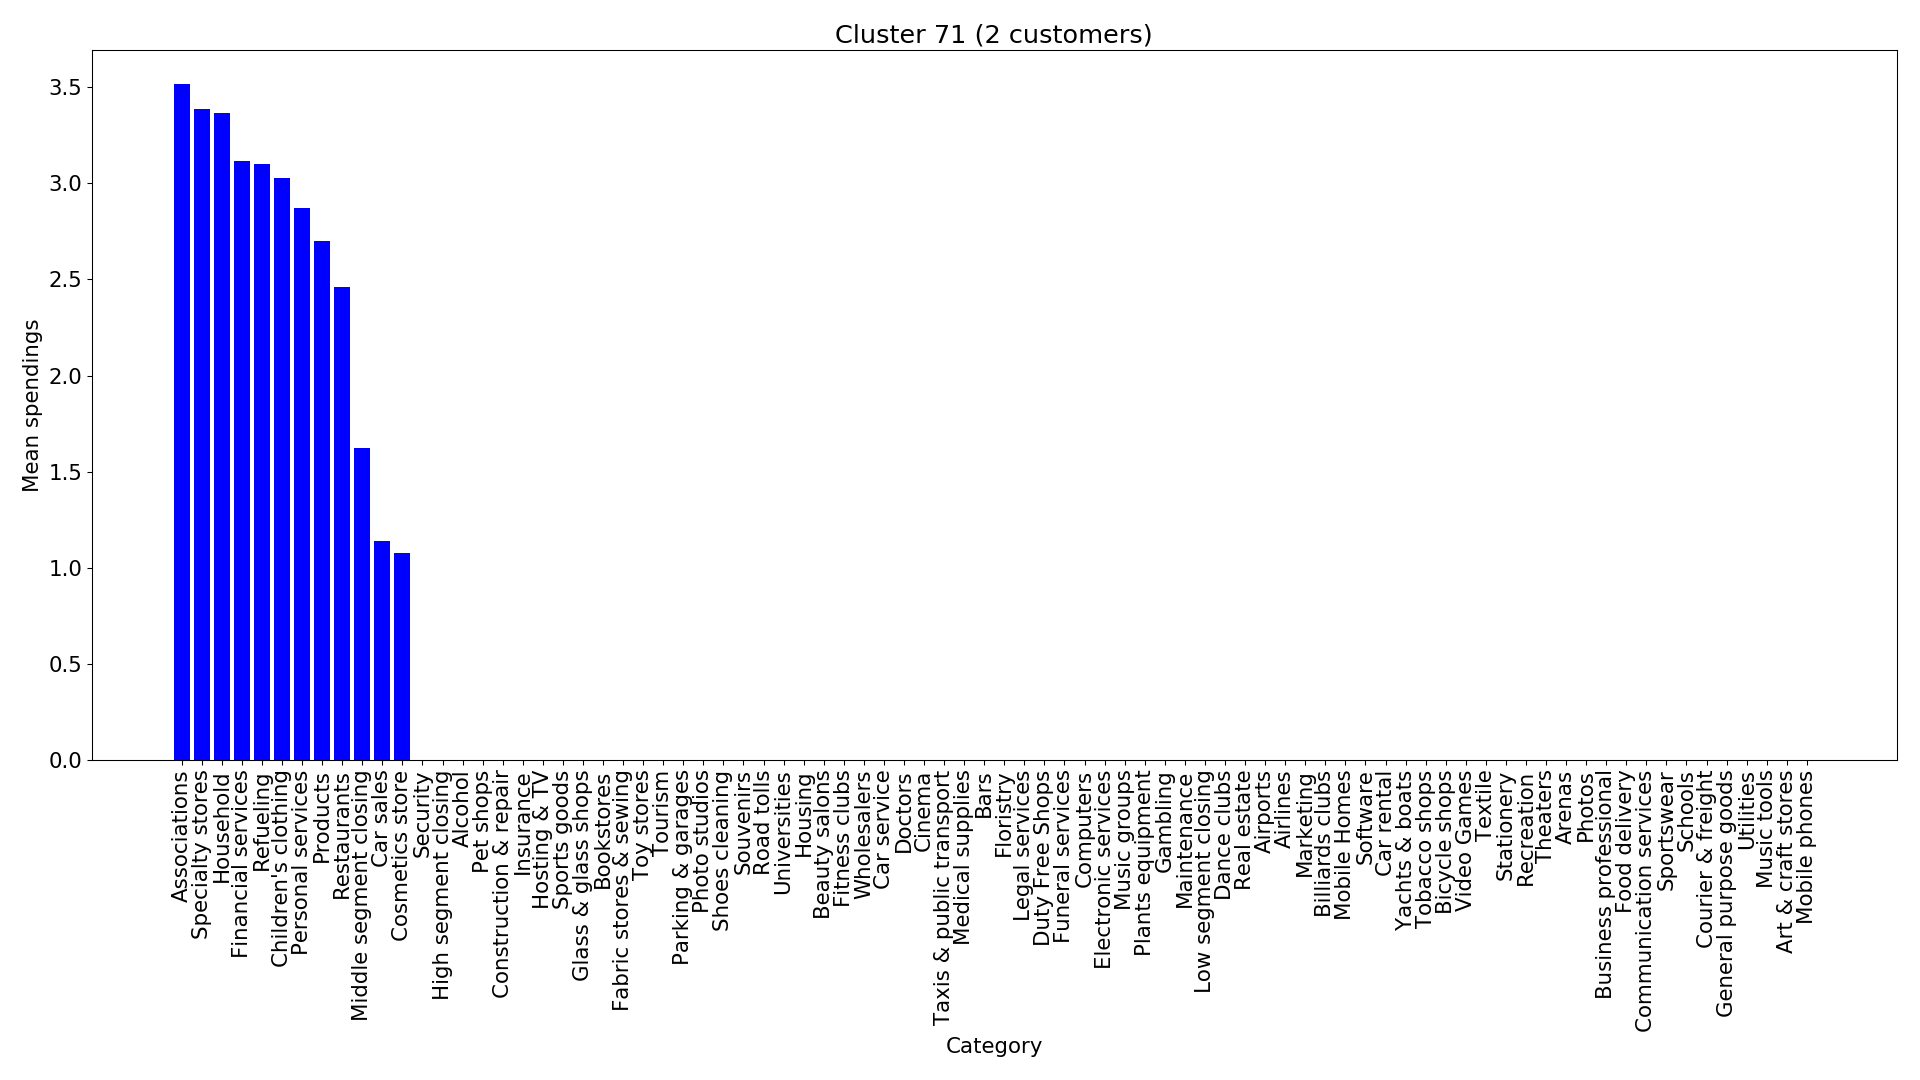 Cluster 71 (2 customers)
Mean spendings
3.5
3.0
2.5
2.0
1.5
1.0
0.5
0.0
Associations
Specialty stores
Household
Financial services
Refueling
Children's clothing
Personal services
Products
Restaurants
Middle segment closing
Car sales
Cosmetics store
Security
High segment closing
Alcohol
Pet shops
Construction & repair
Insurance
Hosting & TV
Sports goods
Glass & glass shops
Bookstores
Fabric stores & sewing
Toy stores
Tourism
Parking & garages
Photo studios
Shoes cleaning
Souvenirs
Road tolls
Universities
Housing
Beauty salons
Fitness clubs
Wholesalers
Car service
Doctors
Cinema
Taxis & public transport
Medical supplies
Bars
Floristry
Legal services
Duty Free Shops
Funeral services
Computers
Electronic services
Music groups
Plants equipment
Gambling
Maintenance
Low segment closing
Dance clubs
Real estate
Airports
Airlines
Marketing
Billiards clubs
Mobile Homes
Software
Car rental
Yachts & boats
Tobacco shops
Bicycle shops
Video Games
Textile
Stationery
Recreation
Theaters
Arenas
Photos
Business professional
Food delivery
Communication services
Sportswear
Schools
Courier & freight
General purpose goods
Utilities
Music tools
Art & craft stores
Mobile phones
Category